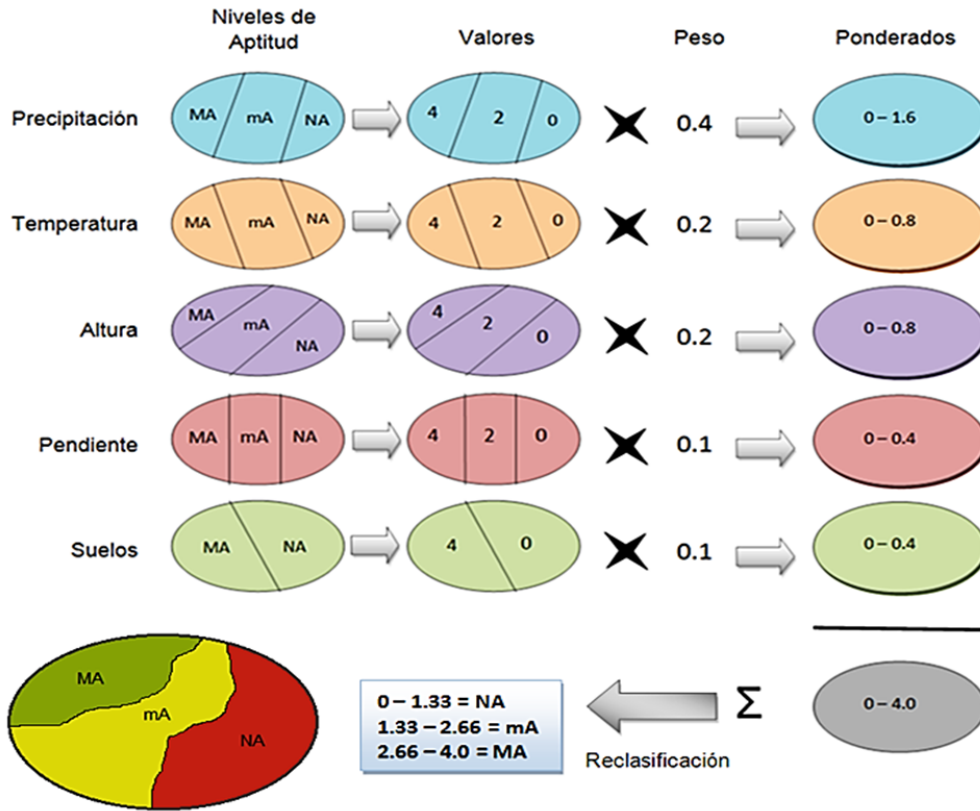 Niveles de
Aptitud
Valores
Peso
Ponderados
Precipitación
MA mA NA
4 2 0
0.4
0 – 1.6
Temperatura
MA mA NA
4 2 0
0.2
0 – 0.8
Altura
MA mA NA
4 2 0
0.2
0 – 0.8
Pendiente
MA mA NA
4 2 0
0.1
0 – 0.4
Suelos
MA NA
4 0
0.1
0 – 0.4
MA
mA
NA
0 – 1.33 = NA
1.33 – 2.66 = mA
2.66 – 4.0 = MA
Reclasificación
Σ
0 – 4.0